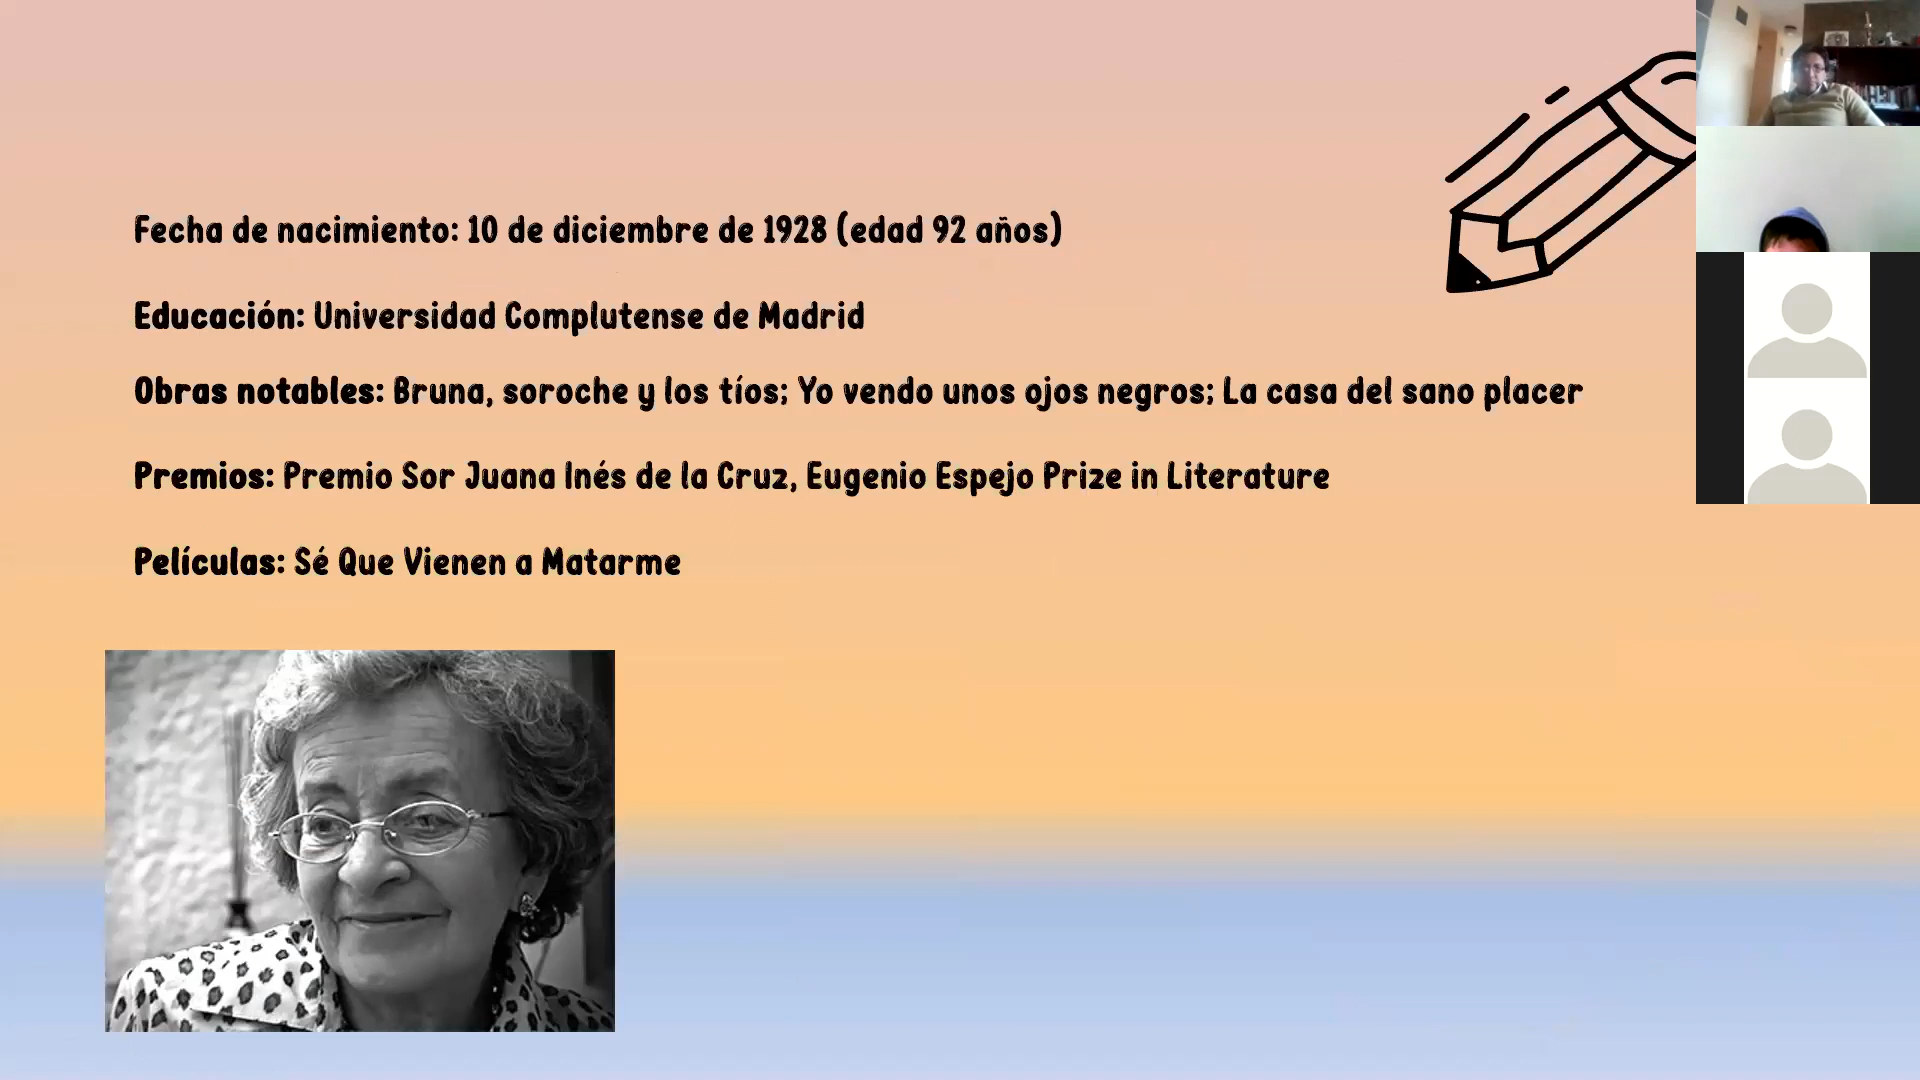 Fecha de nacimiento: 10 de diciembre de 1928 (edad 92 años)
Educación: Universidad Complutense de Madrid
Obras notables: Bruna, soroche y los tíos; Yo vendo unos ojos negros; La casa del sano placer
Premios: Premio Sor Juana Inés de la Cruz, Eugenio Espejo Prize in Literature
Películas: Sé Que Vienen a Matarme